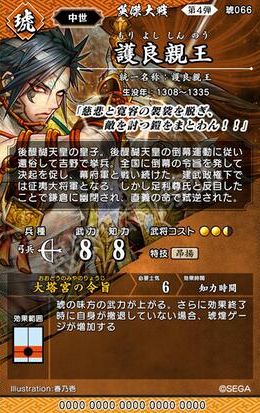 琥 中世 英傑大戦 第4弾 琥066
もりよししんのう
護良親王
統一名称:護良親王
生没年・1308~1335
「慈悲と寛容の袈裟を脱ぎ、
敵を討つ鎧をまとわん!!」
後醍醐天皇の皇子。後醍醐天皇の倒幕運動に従い
還俗して吉野で挙兵。全国に倒幕の令旨を発して
決起を促し、幕府軍と戦い続けた。建武政権下で
は征夷大将軍となる。しかし足利尊氏と反目した
ことで鎌倉に幽閉され、直義の命で弑逆された。
兵種 武力 知力 武将コスト
弓兵 8 8 特技 昂揚
おおとうのみやのりょうじ 必要士気 効果時間
大塔宮の令旨 6 知力時間
効果範囲
琥の味方の武力が上がる。さらに効果終了
時に自身が撤退していない場合、琥煌ゲー
ジが増加する
Illustration:春乃壱 ©SEGA
0000 0000 0000 0000 0000